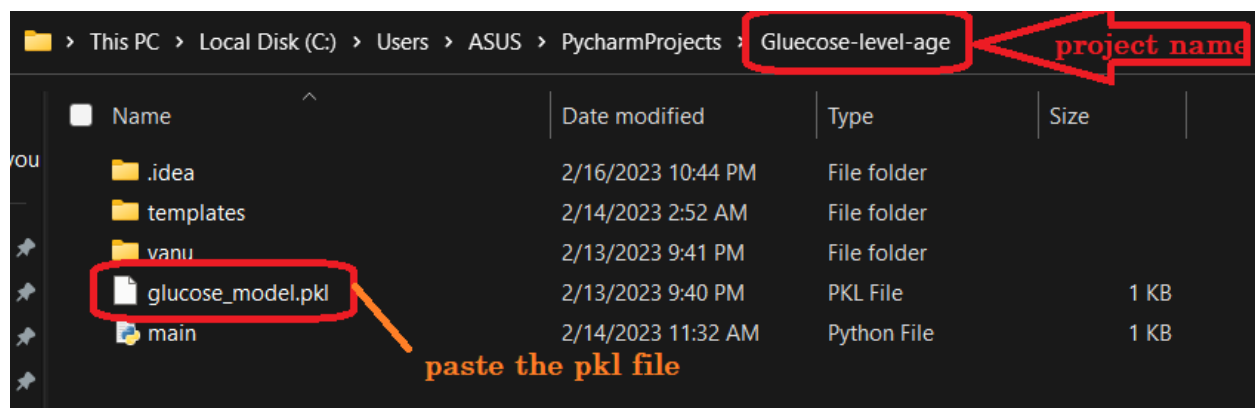 This PC > Local Disk (C:) > Users > ASUS > PycharmProjects > Gluecose-level-age project name
Name Date modified Type Size
you
.idea 2/16/2023 10:44 PM File folder
templates 2/14/2023 2:52 AM File folder
vanu 2/13/2023 9:41 PM File folder
glucose_model.pkl 2/13/2023 9:40 PM PKL File 1 KB
main 2/14/2023 11:32 AM Python File 1 KB
paste the pkl file